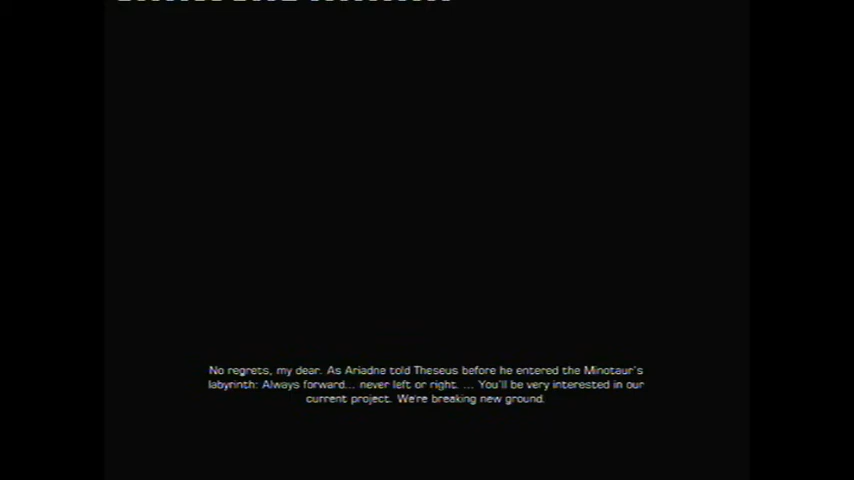 No regrets, my dear. As Ariadne told Theseus before he entered the Minotaur's
labyrinth: Always forward... never left or right. ... You'll be very interested in our
current project. We're breaking new ground.